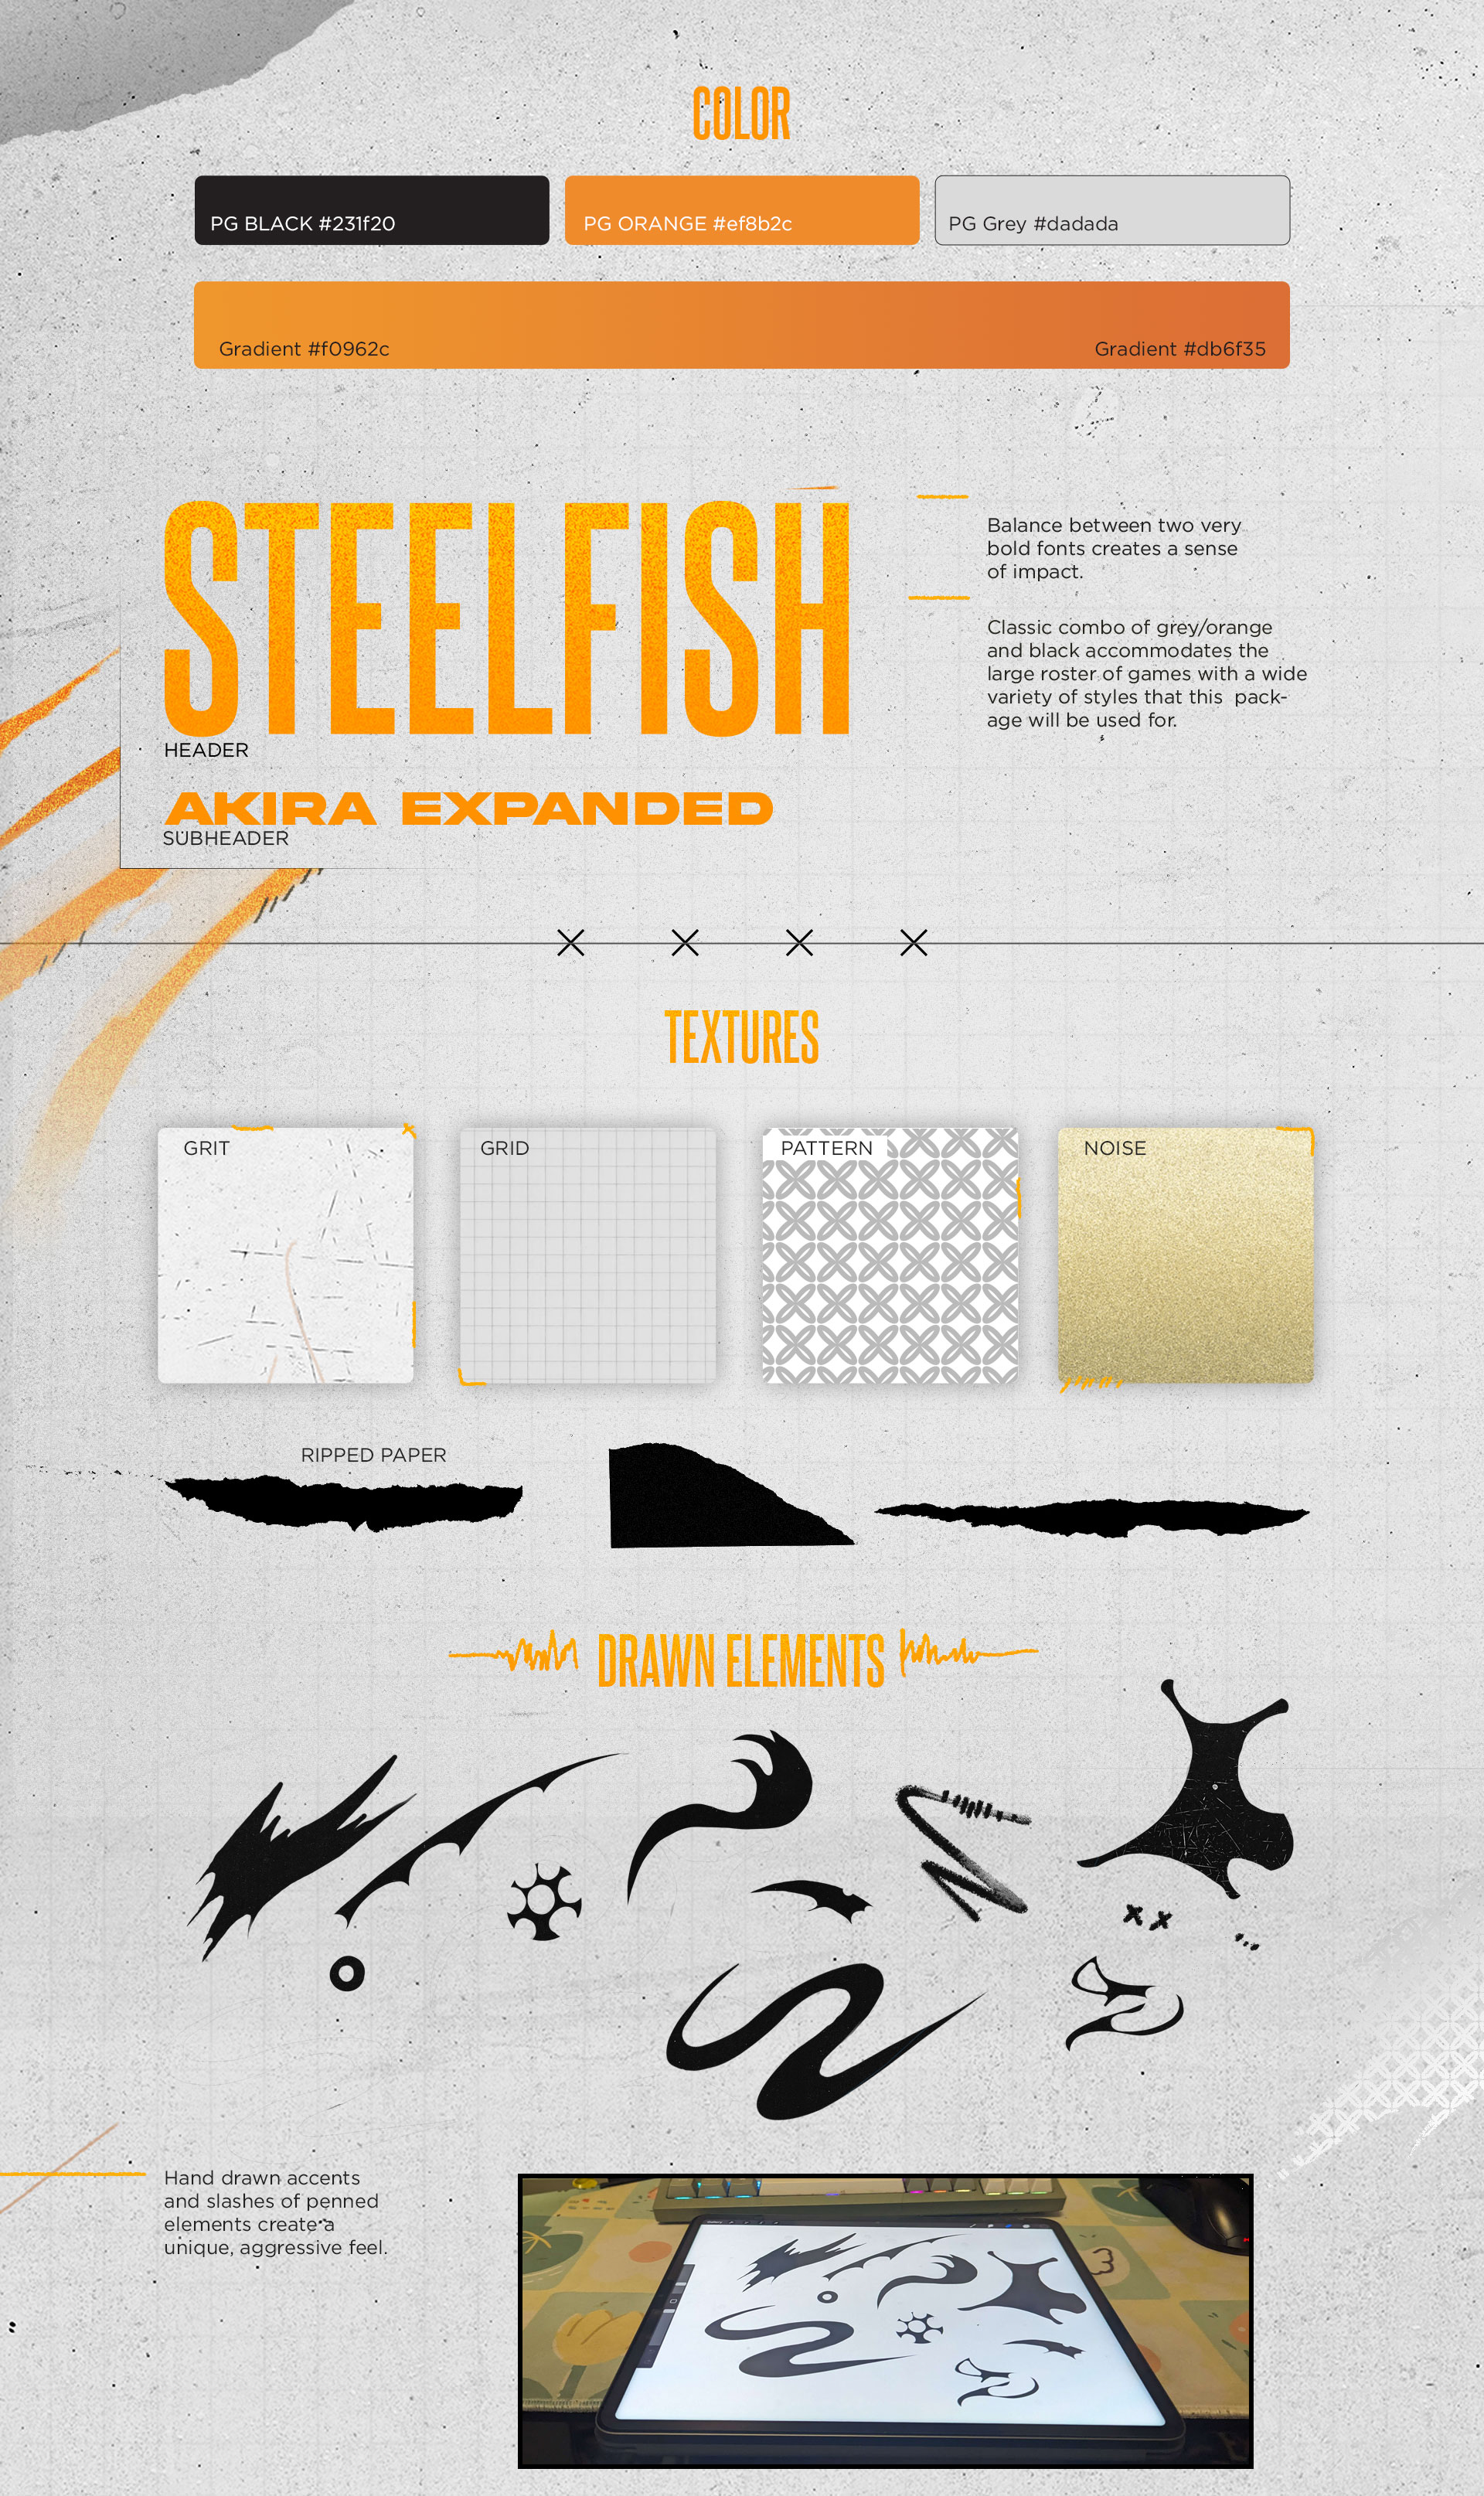 COLOR
PG BLACK #231f20
PG ORANGE #ef8b2c
PG Grey #dadada
Gradient #f0962c
Gradient #db6f35
STEELFISH
HEADER
AKIRA EXPANDED
SUBHEADER
Balance between two very
bold fonts creates a sense
of impact.
Classic combo of grey/orange
and black accommodates the
large roster of games with a wide
variety of styles that this  pack-
age will be used for.
TEXTURES
GRIT
GRID
PATTERN
NOISE
RIPPED PAPER
DRAWN ELEMENTS
Hand drawn accents
and slashes of penned
elements create a
unique, aggressive feel.